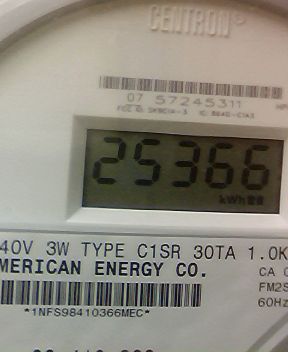 CENTRON®
07 57245311
25366
kWh
40V 3W TYPE C1SR 30TA 1.0K
MERICAN ENERGY CO.
CA
FM2S
60Hz
*1NFS98410366MEC*